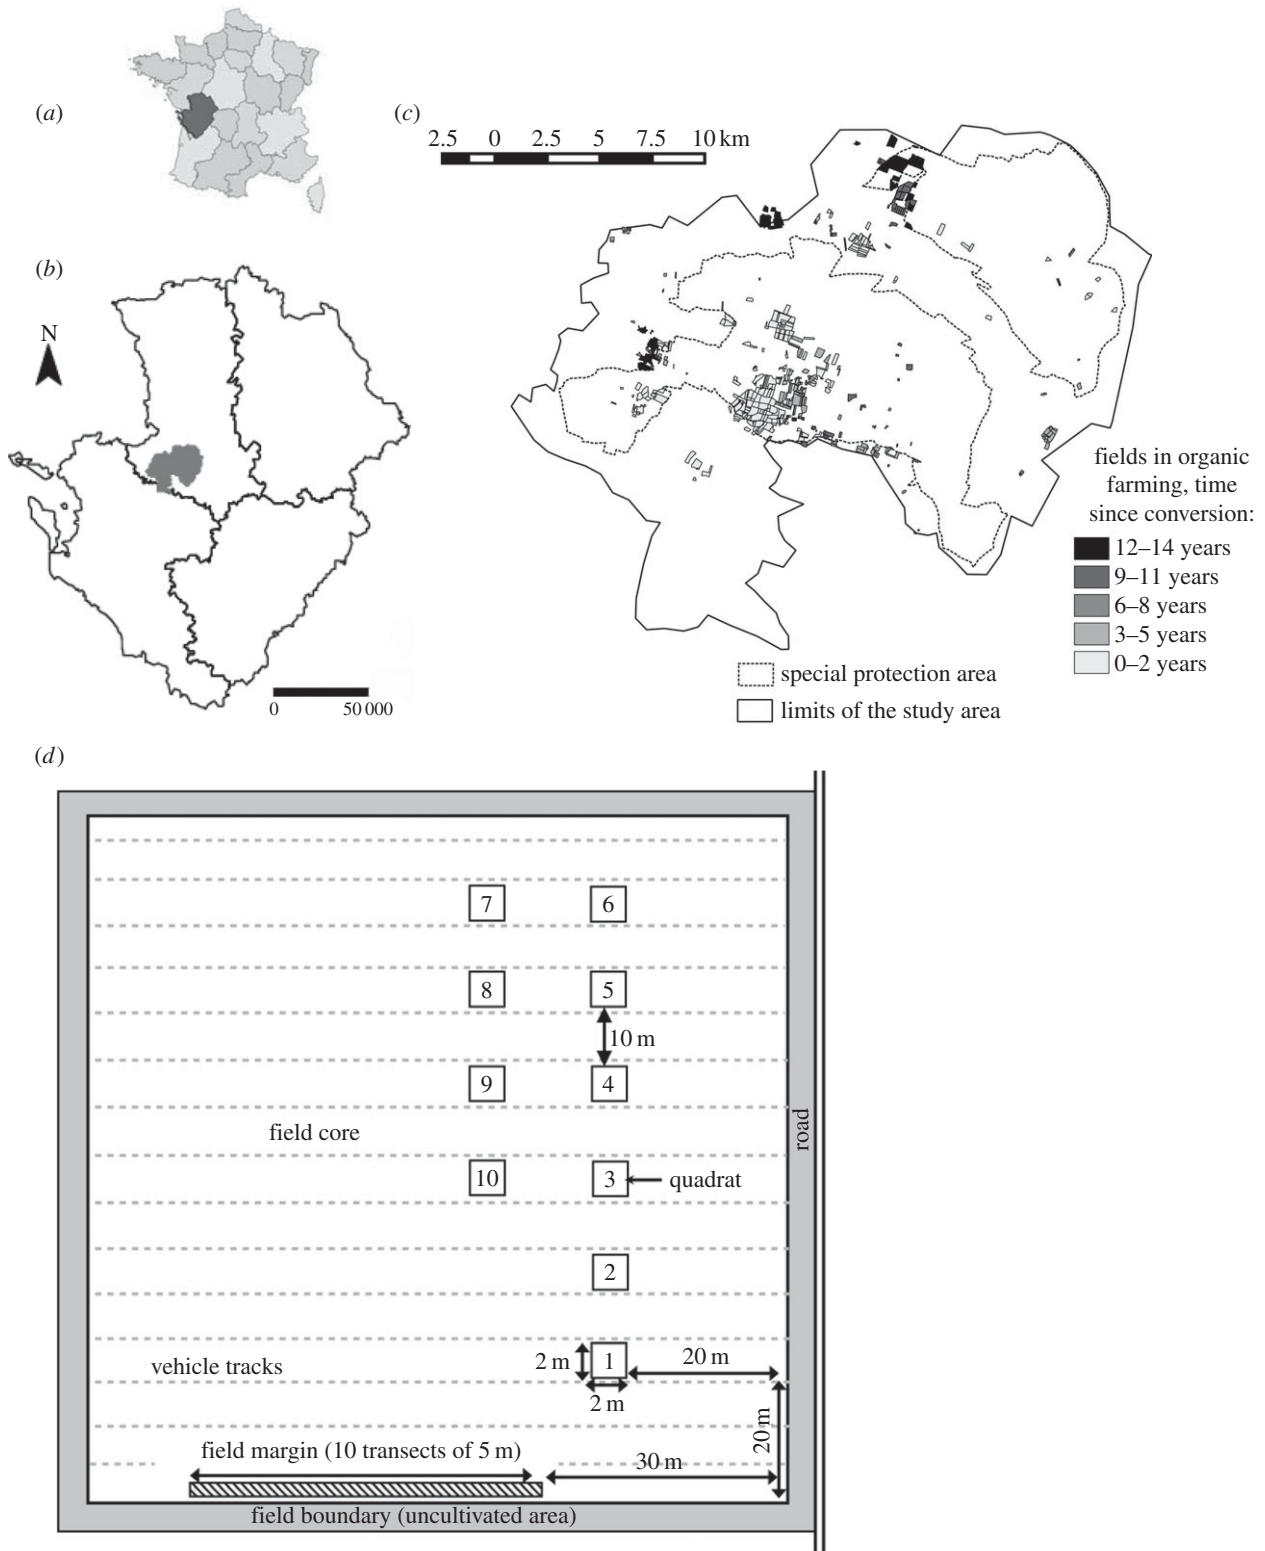 (a)
(c)
2.5 0 2.5 5 7.5 10 km
(b)
N
fields in organic
farming, time
since conversion:
12–14 years
9–11 years
6–8 years
3–5 years
0–2 years
special protection area
limits of the study area
0 50 000
(d)
7 6
8 5
10 m
9 4
field core
road
10 3 quadrat
2
2 m 1 20 m
vehicle tracks
2 m
20 m
field margin (10 transects of 5 m)
30 m
field boundary (uncultivated area)